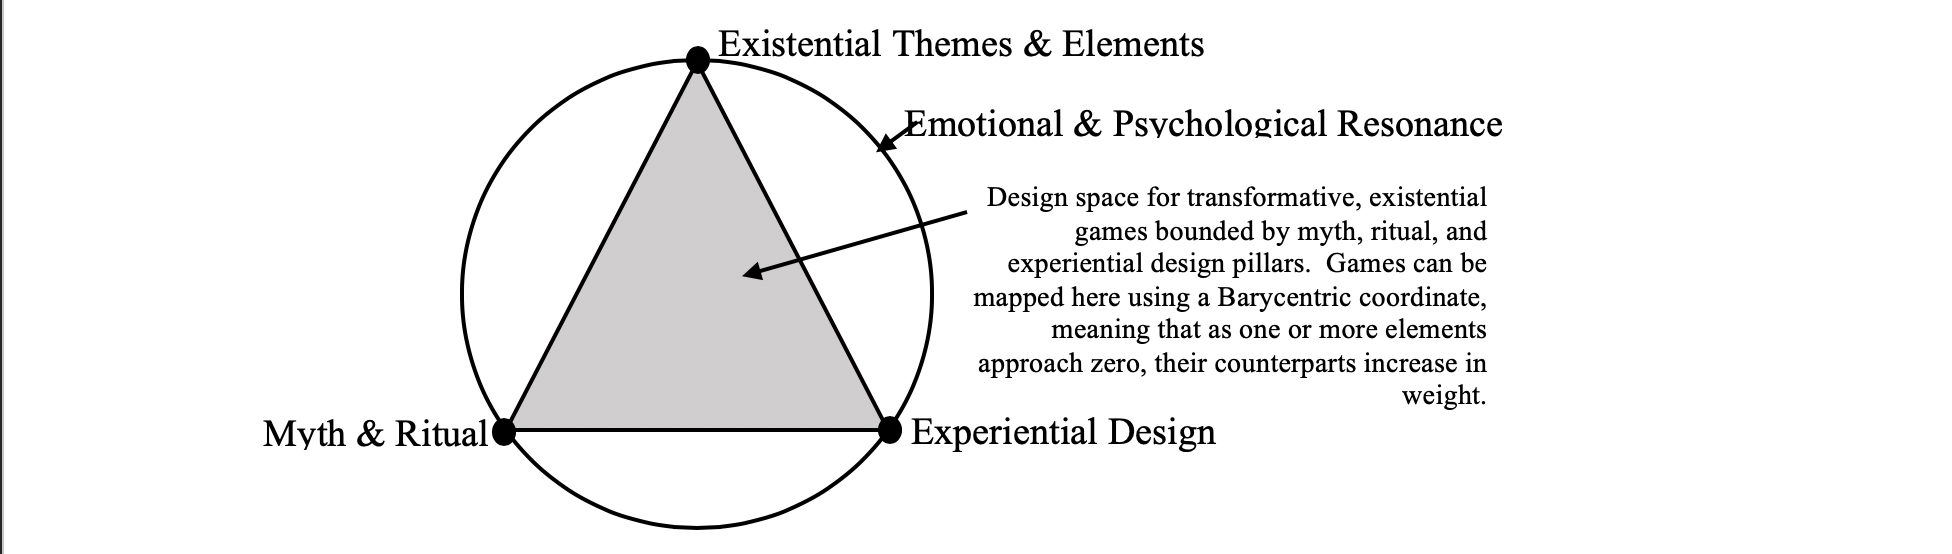 Existential Themes & Elements
Emotional & Psychological Resonance
Design space for transformative, existential
games bounded by myth, ritual, and
experiential design pillars.  Games can be
mapped here using a Barycentric coordinate,
meaning that as one or more elements
approach zero, their counterparts increase in
weight.
Myth & Ritual
Experiential Design